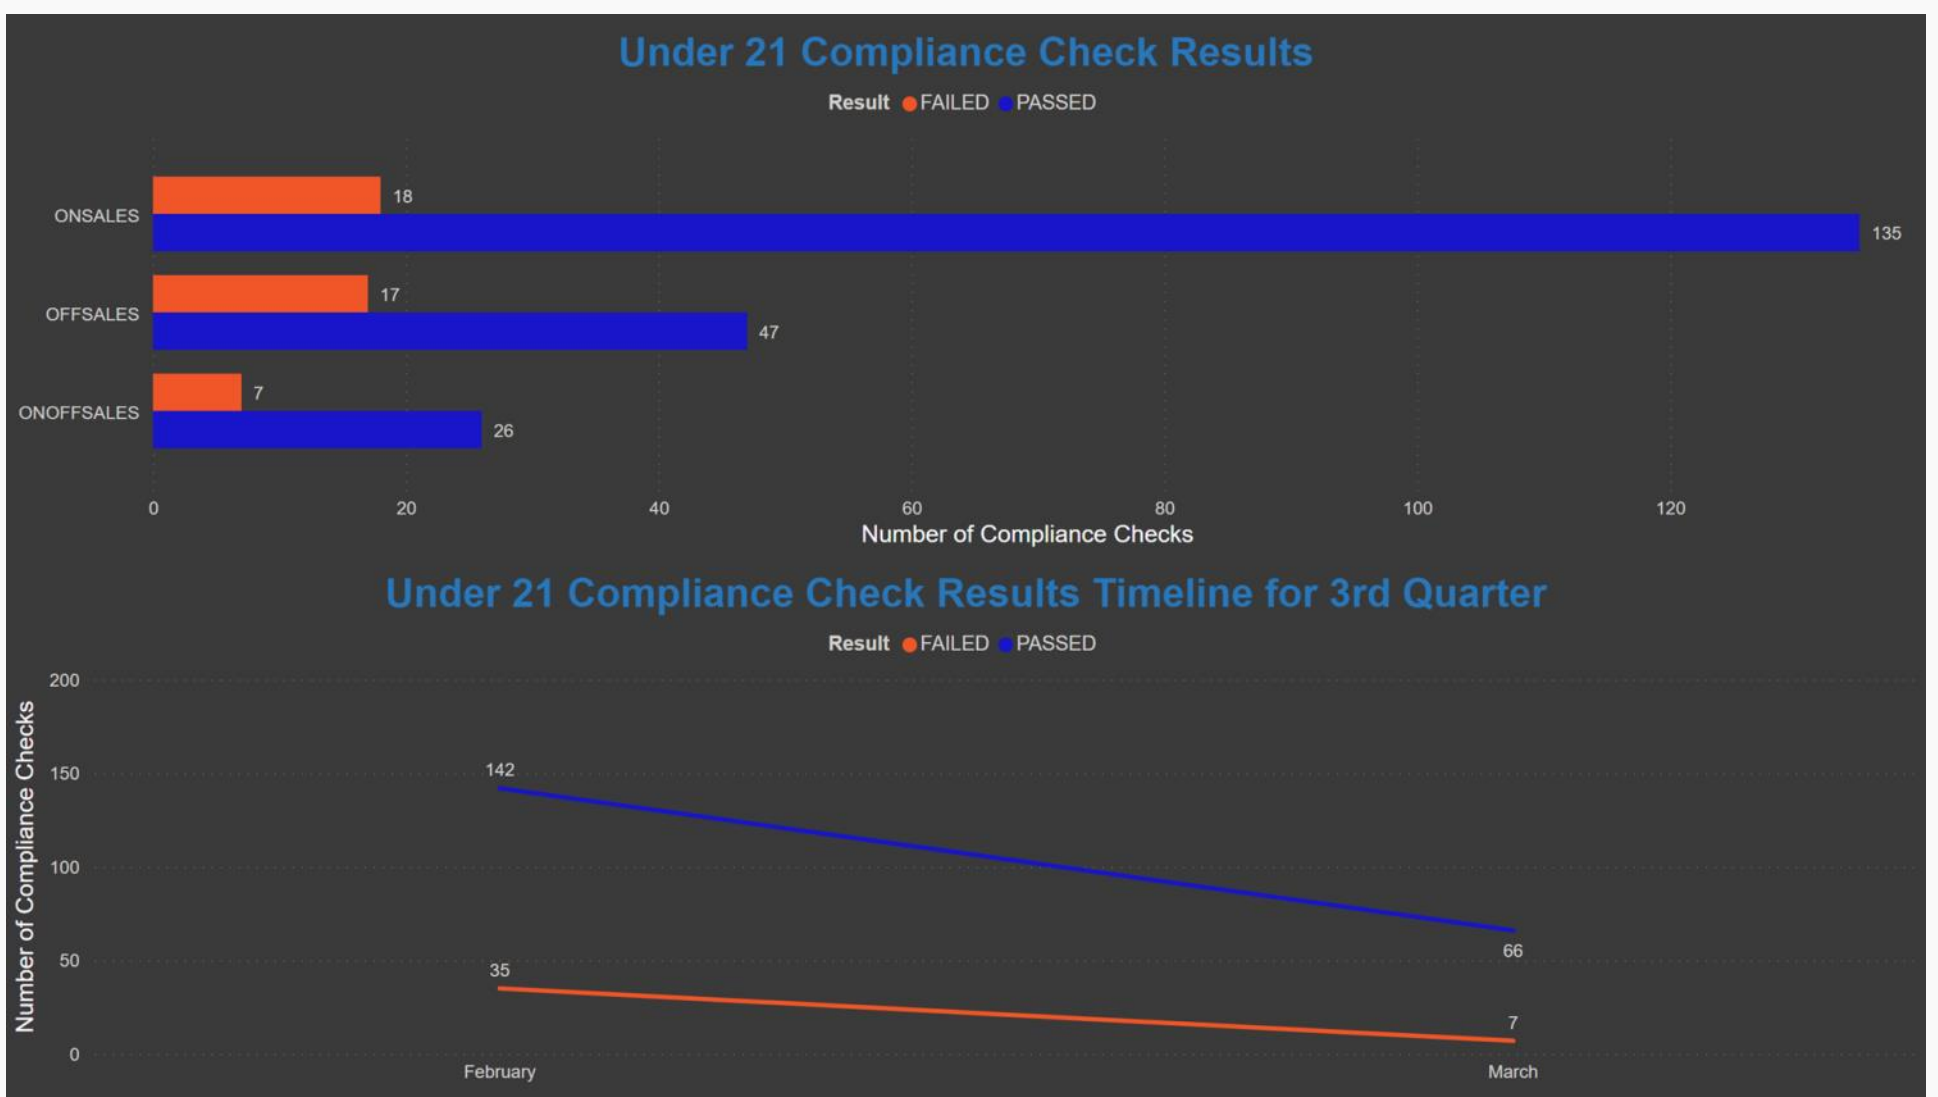 Under 21 Compliance Check Results
Result FAILED PASSED
ONSALES
18
135
OFFSALES
17
47
ONOFFSALES
7
26
0 20 40 60 80 100 120
Number of Compliance Checks
Under 21 Compliance Check Results Timeline for 3rd Quarter
Result FAILED PASSED
Number of Compliance Checks
200
150
100
50
0
142
66
35
7
February March